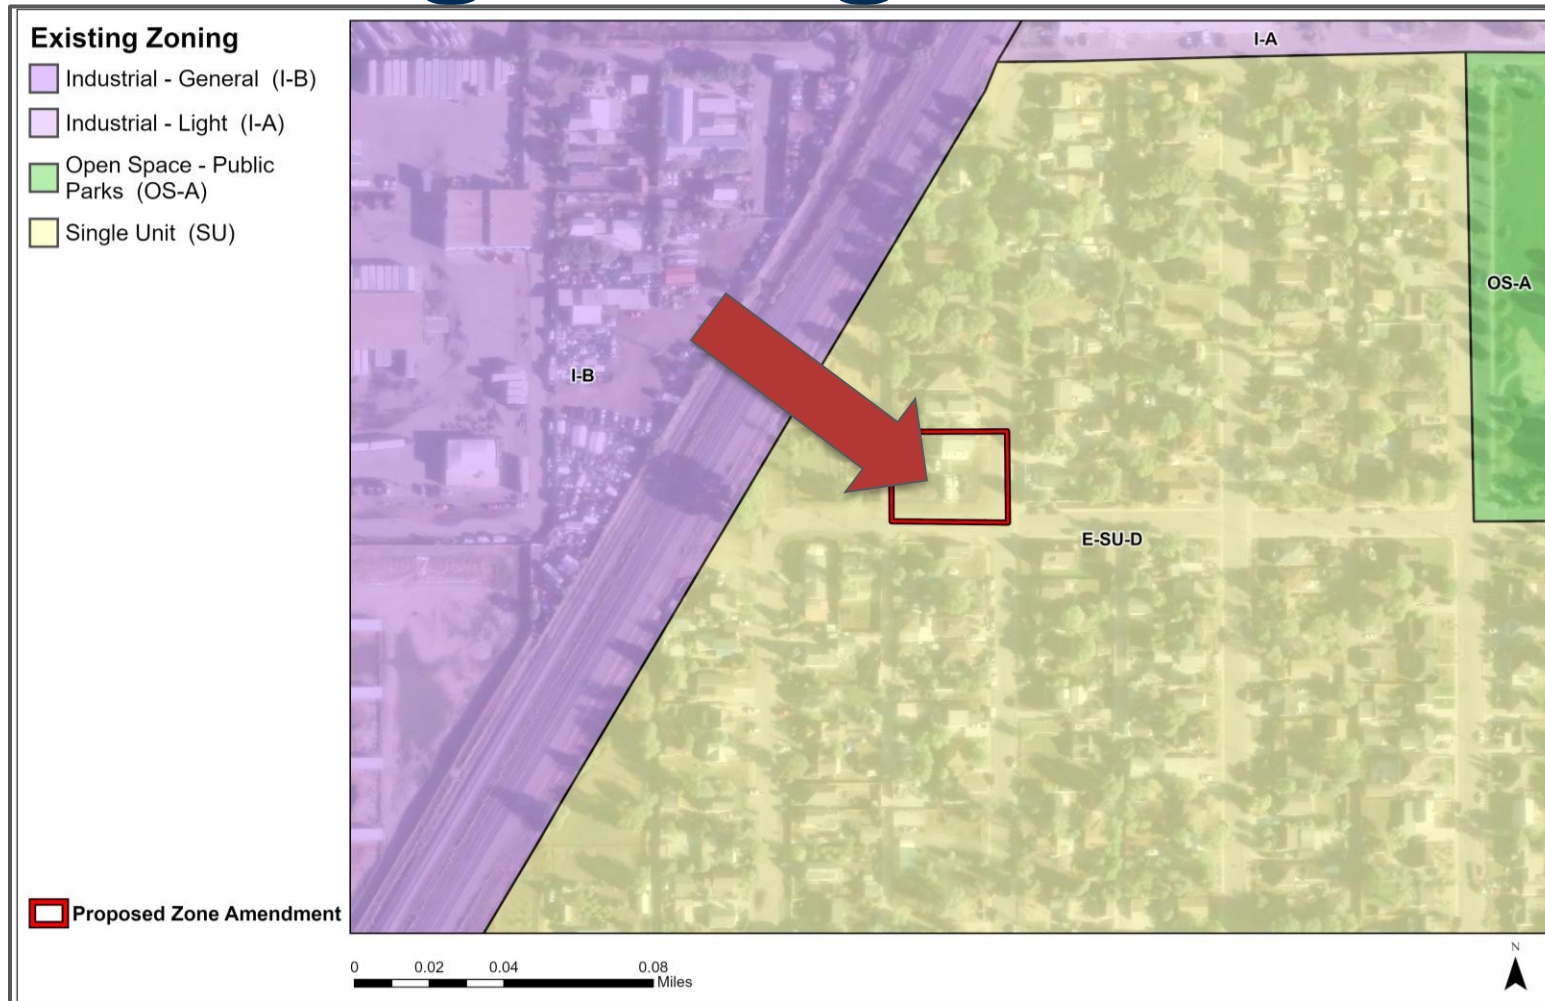 Existing Zoning
Industrial - General (I-B)
Industrial - Light (I-A)
Open Space - Public
Parks (OS-A)
Single Unit (SU)
I-A
OS-A
I-B
E-SU-D
Proposed Zone Amendment
0 0.02 0.04 0.08
Miles
N